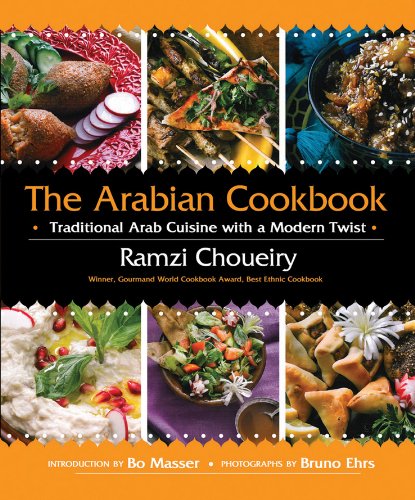 The Arabian Cookbook
• Traditional Arab Cuisine with a Modern Twist •
Ramzi Choueiry
Winner, Gourmand World Cookbook Award, Best Ethnic Cookbook
INTRODUCTION BY Bo Masser • PHOTOGRAPHS BY Bruno Ehrs